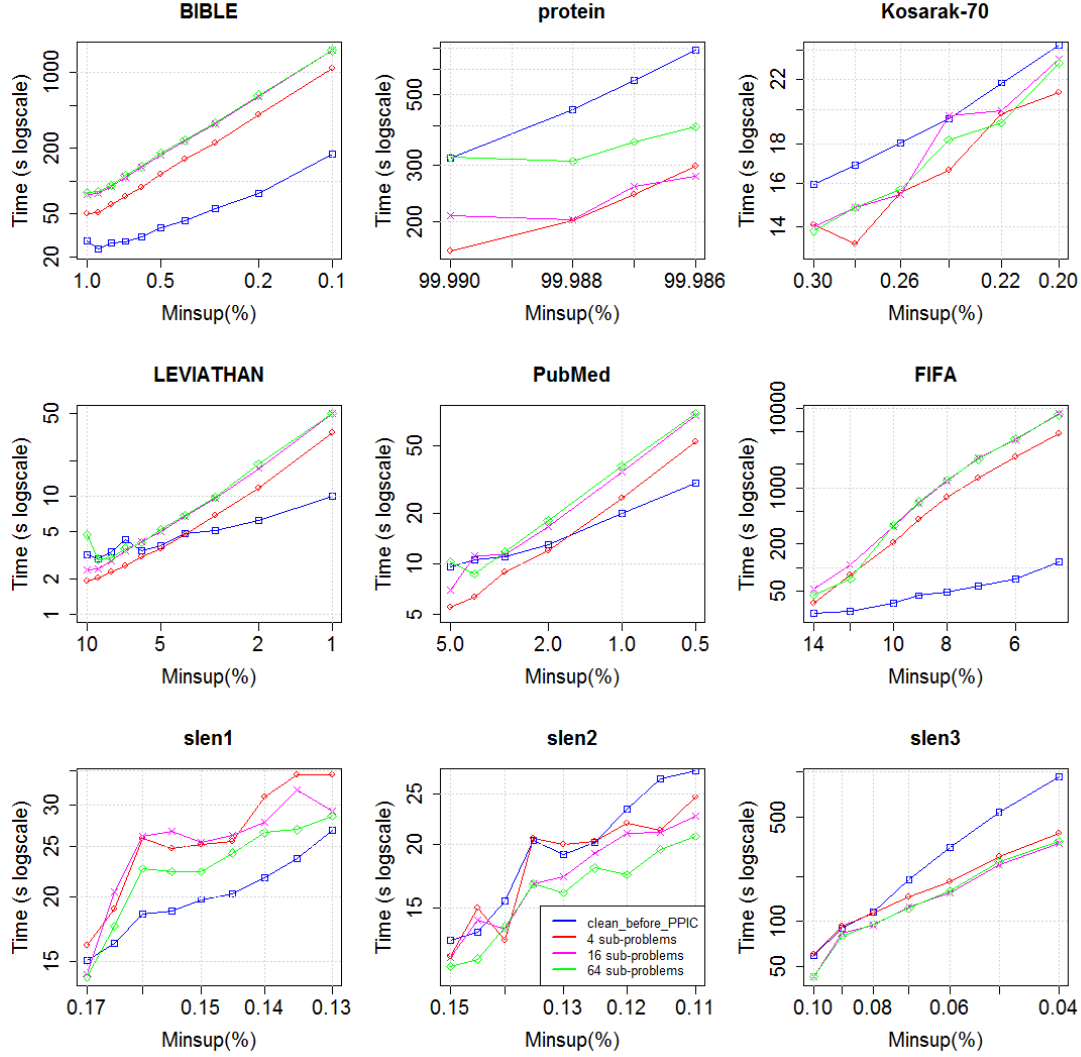 BIBLE
Time (s logscale)
1000
200
50
20
1.0 0.5 0.2 0.1
Minsup(%)
protein
Time (s logscale)
500
300
200
99.990 99.988 99.986
Minsup(%)
Kosarak-70
Time (s logscale)
22
18
16
14
0.30 0.26 0.22 0.20
Minsup(%)
LEVIATHAN
Time (s logscale)
50
10
5
2
1
10 5 2 1
Minsup(%)
PubMed
Time (s logscale)
50
20
10
5
5.0 2.0 1.0 0.5
Minsup(%)
FIFA
Time (s logscale)
10000
1000
200
50
14 10 8 6
Minsup(%)
slen1
Time (s logscale)
30
25
20
15
0.17 0.15 0.14 0.13
Minsup(%)
slen2
Time (s logscale)
25
20
15
clean_before_PPIC
4 sub-problems
16 sub-problems
64 sub-problems
0.15 0.13 0.12 0.11
Minsup(%)
slen3
Time (s logscale)
500
100
50
0.10 0.08 0.06 0.04
Minsup(%)